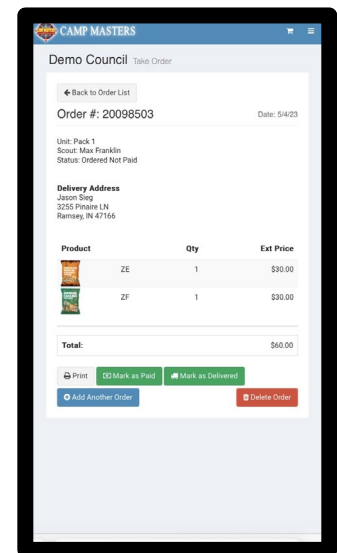 CAMP MASTERS
Demo Council Take Order
Back to Order List
Order #: 20098503 Date: 5/4/23
Unit: Pack 1
Scout: Max Franklin
Status: Ordered Not Paid
Delivery Address
Jason Sieg
3255 Pinaire LN
Ramsey, IN 47166
Product Qty Ext Price
ZE 1 $30.00
ZF 1 $30.00
Total: $60.00
Print Mark as Paid Mark as Delivered
Add Another Order Delete Order